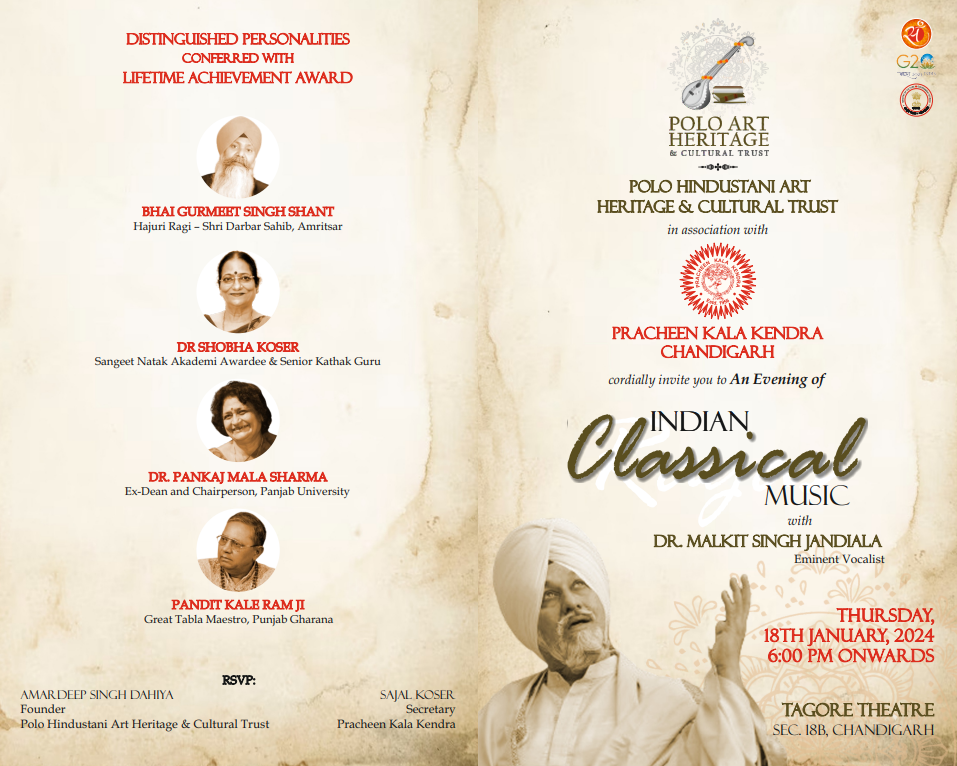 DISTINGUISHED PERSONALITIES
CONFERRED WITH
LIFETIME ACHIEVEMENT AWARD
BHAI GURMEET SINGH SHANT
Hajuri Ragi – Shri Darbar Sahib, Amritsar
DR SHOBHA KOSER
Sangeet Natak Akademi Awardee & Senior Kathak Guru
DR. PANKAJ MALA SHARMA
Ex-Dean and Chairperson, Panjab University
PANDIT KALE RAM JI
Great Tabla Maestro, Punjab Gharana
RSVP:
AMARDEEP SINGH DAHIYA
Founder
Polo Hindustani Art Heritage & Cultural Trust
SAJAL KOSER
Secretary
Pracheen Kala Kendra
G20
POLO ART
HERITAGE
& CULTURAL TRUST
POLO HINDUSTANI ART
HERITAGE & CULTURAL TRUST
in association with
PRACHEEN KALA KENDRA
PRACHEEN KALA KENDRA
CHANDIGARH
cordially invite you to An Evening of
INDIAN
Classical
MUSIC
with
DR. MALKIT SINGH JANDIALA
Eminent Vocalist
THURSDAY,
18TH JANUARY, 2024
6:00 PM ONWARDS
TAGORE THEATRE
SEC. 18B, CHANDIGARH